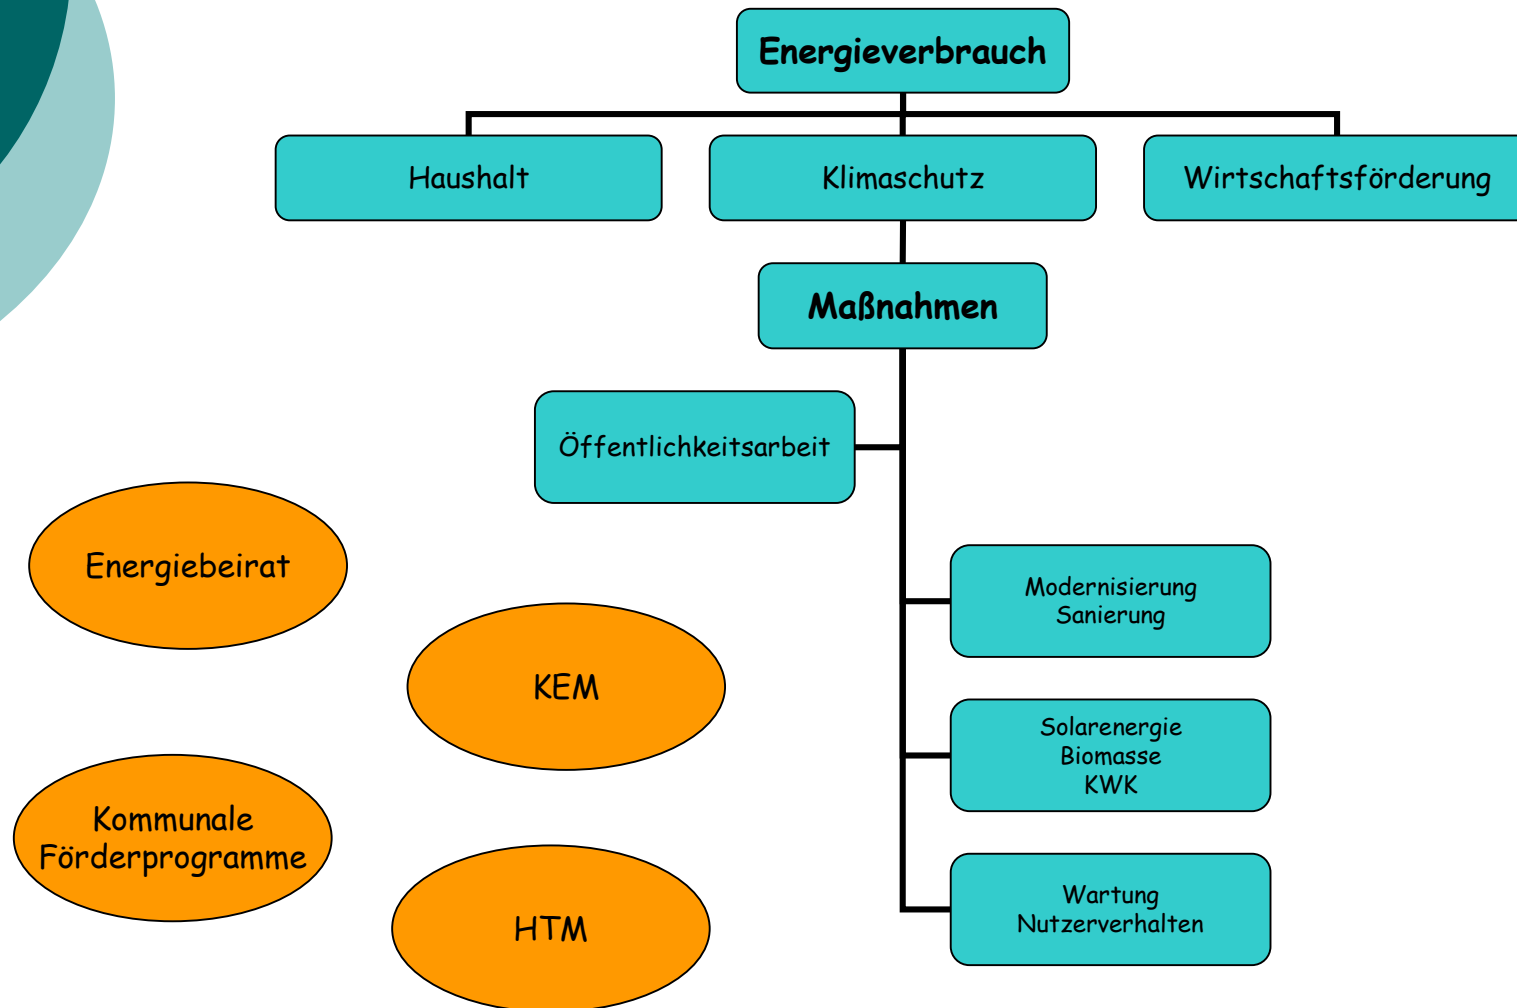 Energieverbrauch
Haushalt
Klimaschutz
Wirtschaftsförderung
Maßnahmen
Öffentlichkeitsarbeit
Energiebeirat
Modernisierung
Sanierung
KEM
Solarenergie
Biomasse
KWK
Kommunale
Förderprogramme
HTM
Wartung
Nutzerverhalten